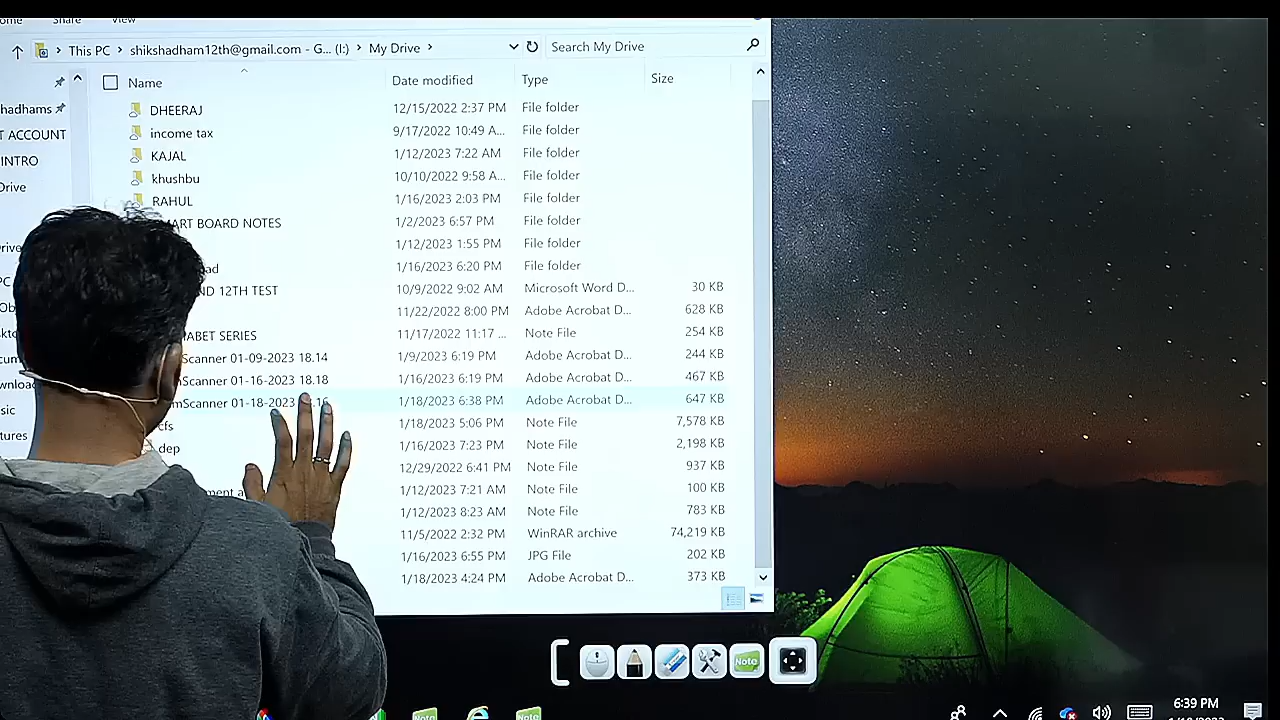 Share View
This PC > shikshadham12th@gmail.com - G... (I:) > My Drive >
Search My Drive
Name Date modified Type Size
hadhams
T ACCOUNT
INTRO
Drive
DHEERAJ 12/15/2022 2:37 PM File folder
income tax 9/17/2022 10:49 A... File folder
KAJAL 1/12/2023 7:22 AM File folder
khushbu 10/10/2022 9:58 A... File folder
RAHUL 1/16/2023 2:03 PM File folder
MART BOARD NOTES 1/2/2023 6:57 PM File folder
1/12/2023 1:55 PM File folder
ad 1/16/2023 6:20 PM File folder
ND 12TH TEST 10/9/2022 9:02 AM Microsoft Word D... 30 KB
11/22/2022 8:00 PM Adobe Acrobat D... 628 KB
HABET SERIES 11/17/2022 11:17 ... Note File 254 KB
Scanner 01-09-2023 18.14 1/9/2023 6:19 PM Adobe Acrobat D... 244 KB
Scanner 01-16-2023 18.18 1/16/2023 6:19 PM Adobe Acrobat D... 467 KB
mScanner 01-18-2023 1/18/2023 6:38 PM Adobe Acrobat D... 647 KB
cfs 1/18/2023 5:06 PM Note File 7,578 KB
dep 1/16/2023 7:23 PM Note File 2,198 KB
12/29/2022 6:41 PM Note File 937 KB
ment a 1/12/2023 7:21 AM Note File 100 KB
1/12/2023 8:23 AM Note File 783 KB
11/5/2022 2:32 PM WinRAR archive 74,219 KB
1/16/2023 6:55 PM JPG File 202 KB
1/18/2023 4:24 PM Adobe Acrobat D... 373 KB
Note
6:39 PM